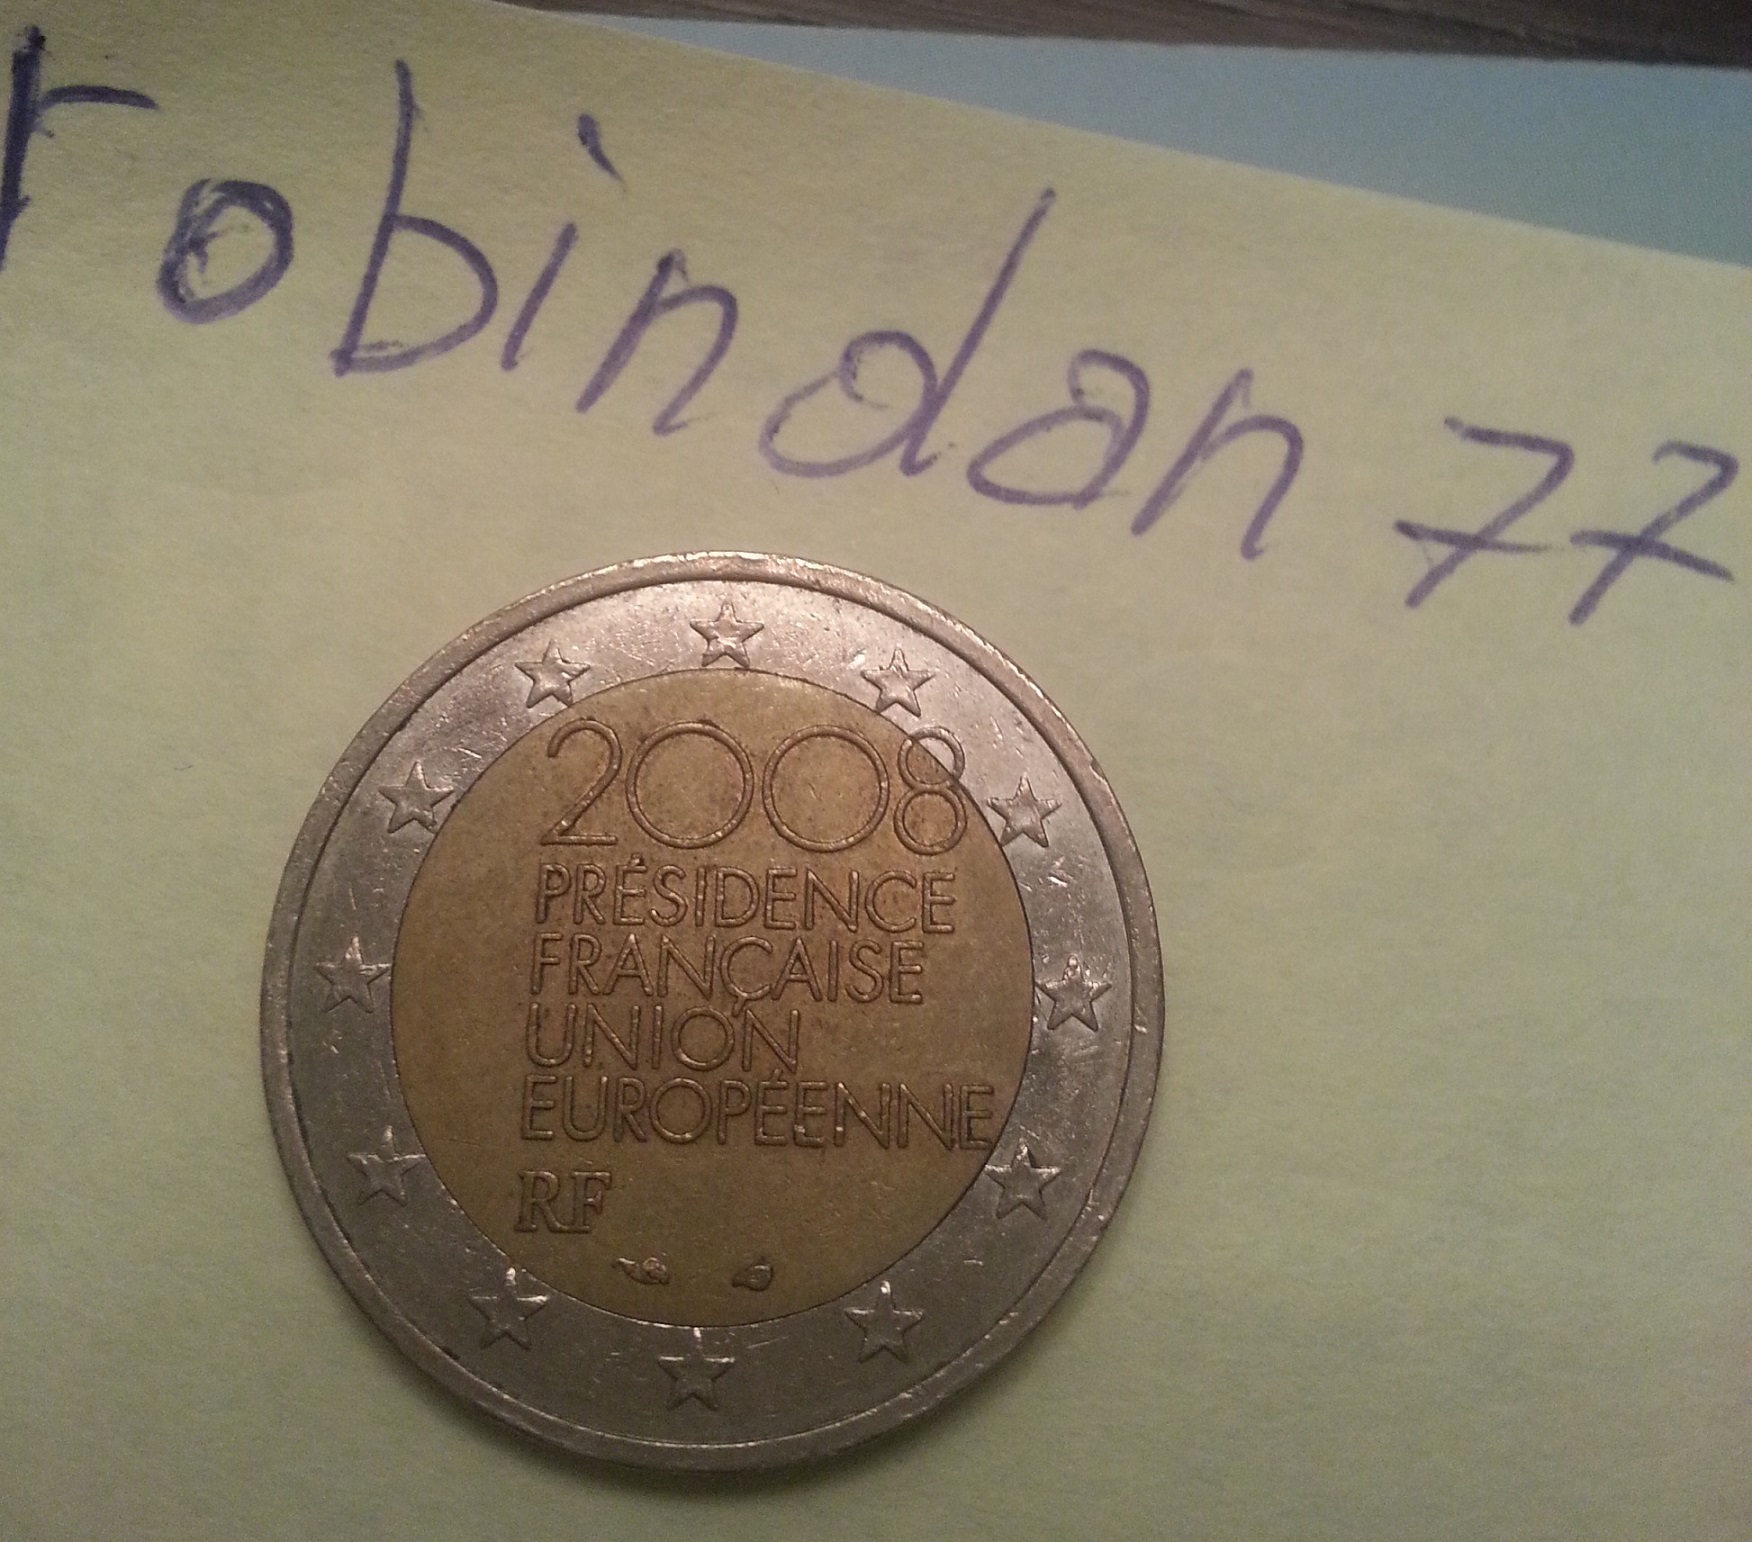 robindan77
2008
PRÉSIDENCE
FRANÇAISE
UNION
EUROPÉENNE
RF